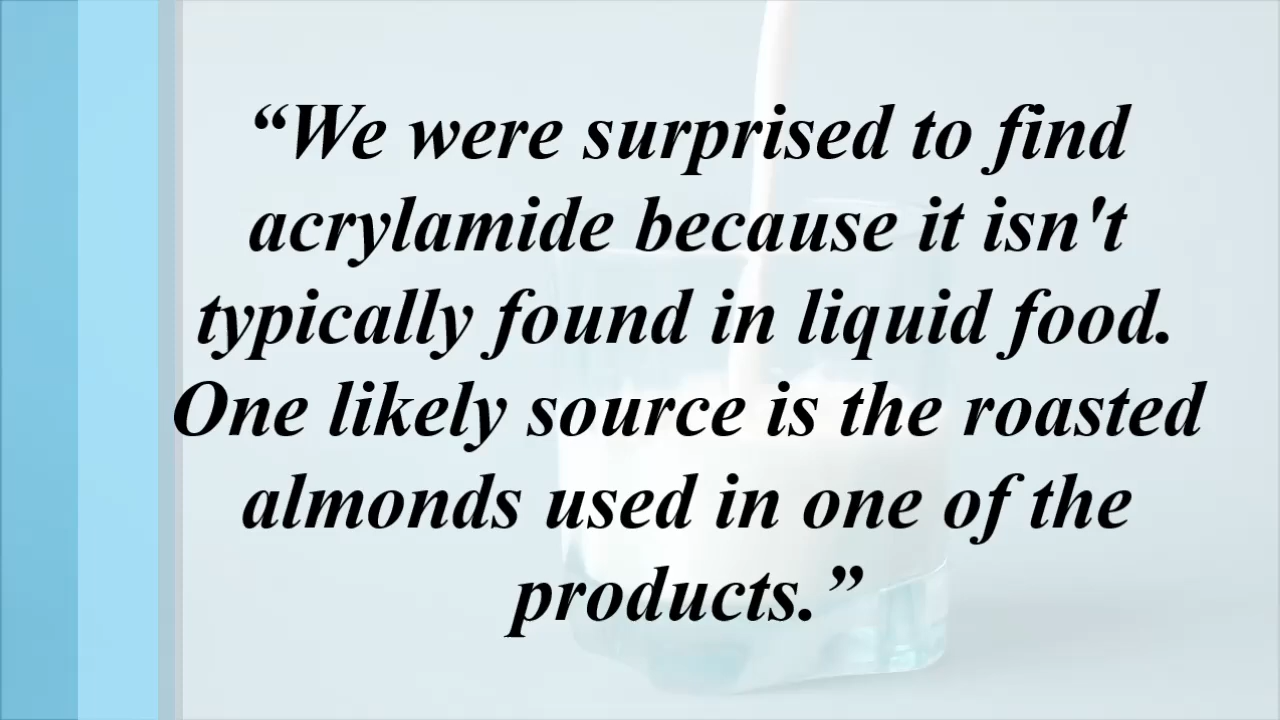 “We were surprised to find
acrylamide because it isn't
typically found in liquid food.
One likely source is the roasted
almonds used in one of the
products.”